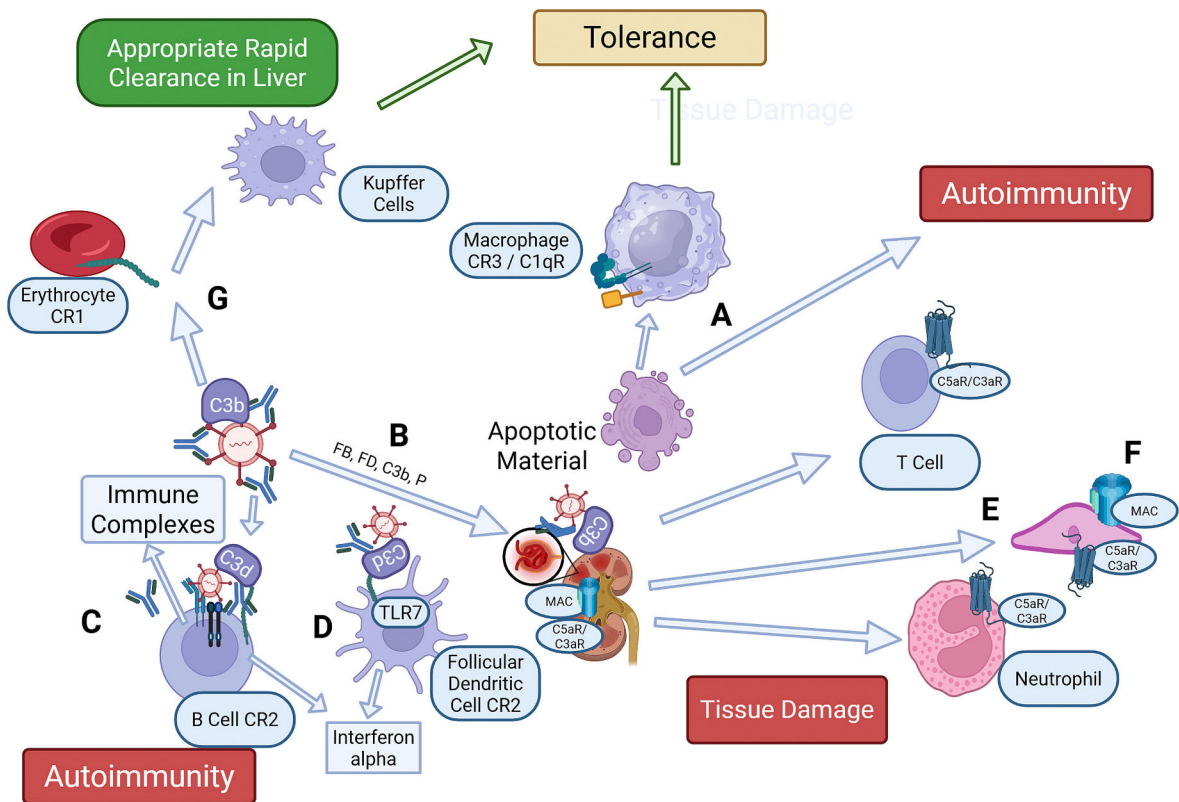 Appropriate Rapid
Clearance in Liver
Tolerance
Tissue Damage
Kupffer
Cells
Autoimmunity
Macrophage
CR3 / C1qR
Erythrocyte
CR1
G
A
C5aR/C3aR
C3b
B
FB, FD, C3b, P
Apoptotic
Material
T Cell
F
MAC
E
Immune
Complexes
C3b
C5aR/
C3aR
C3d
C3d
MAC
C
D
TLR7
C5aR/
C3aR
C5aR/
C3aR
Follicular
Dendritic
Cell CR2
Neutrophil
B Cell CR2
Tissue Damage
Interferon
alpha
Autoimmunity